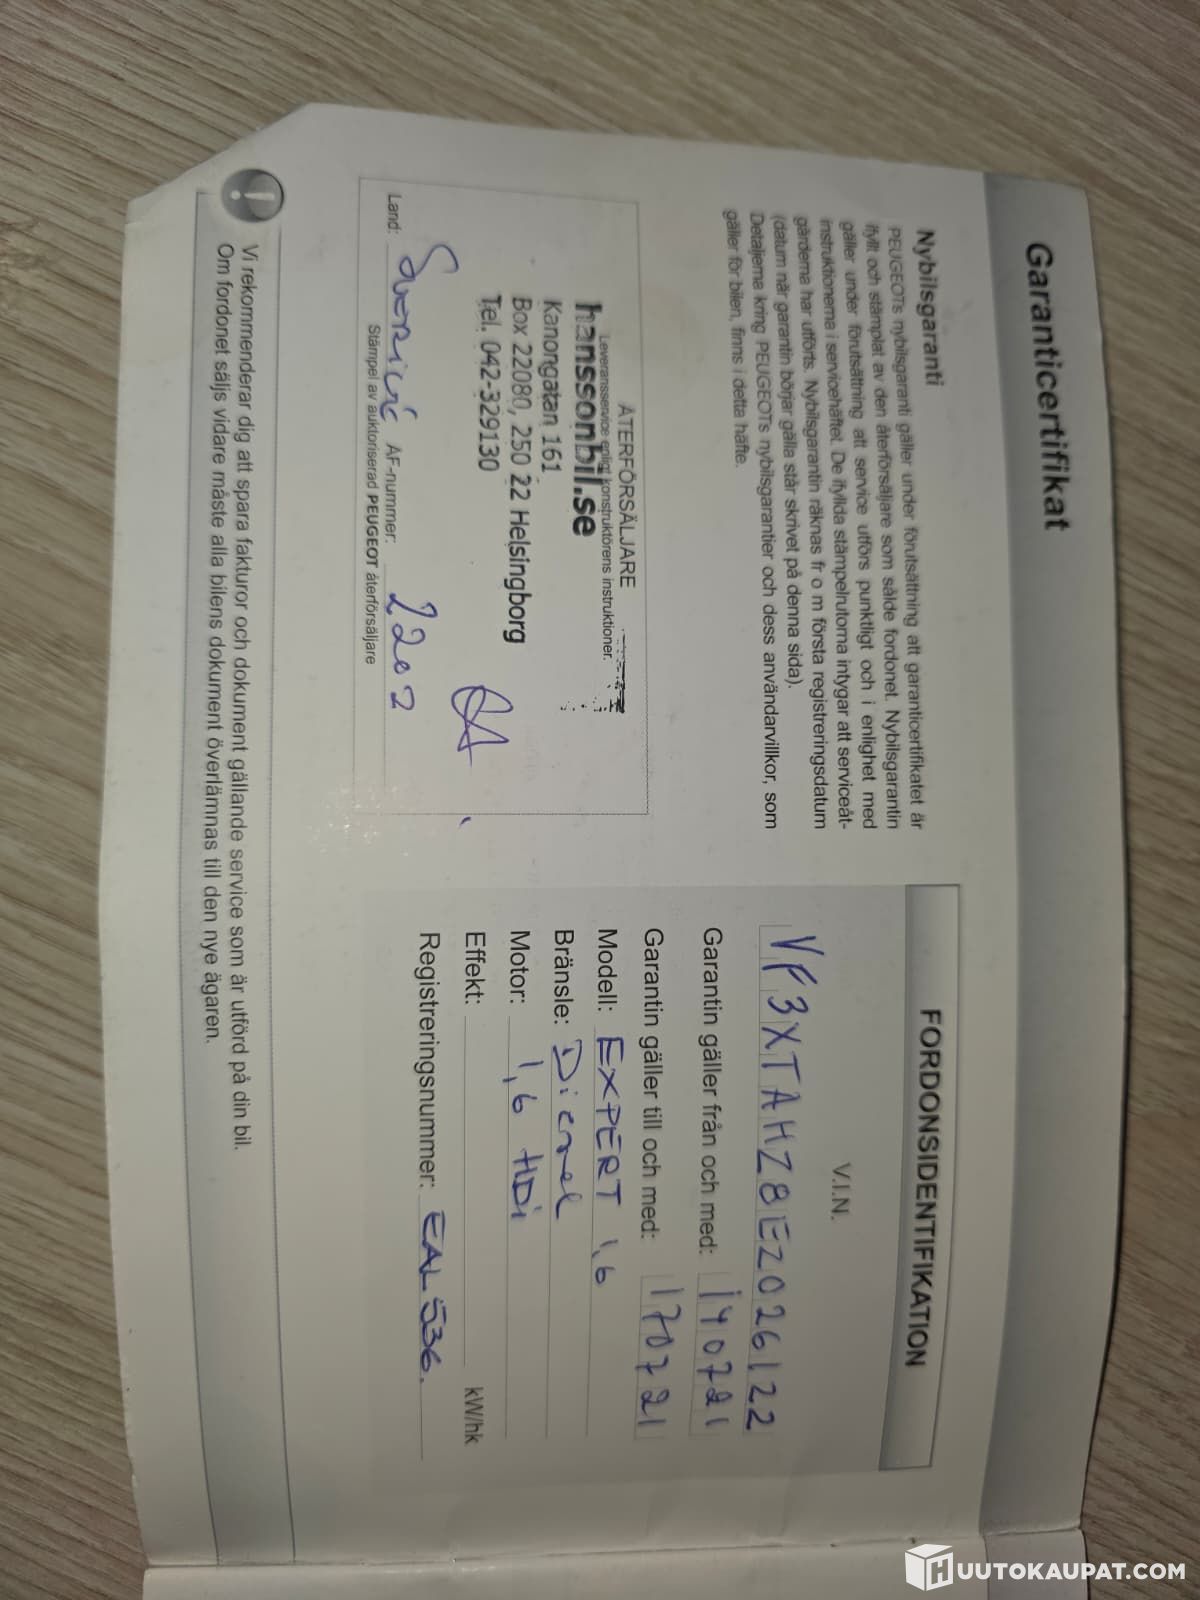 Garanticertifikat
Nybilsgaranti
PEUGEOTs nybilsgaranti gäller under förutsättning att garanticertifikatet är
ifyllt och stämplat av den återförsäljare som sålde fordonet. Nybilsgarantin
gäller under förutsättning att service utförs punktligt och i enlighet med
instruktionerna i servicehäftet. De ifyllda stämpelrutorna intygar att serviceåt-
gärderna har utförts. Nybilsgarantin räknas fr o m första registreringsdatum
(datum när garantin börjar gälla står skrivet på denna sida).
Detaljerna kring PEUGEOTs nybilsgarantier och dess användarvillkor, som
gäller för bilen, finns i detta häfte.
ÅTERFÖRSÄLJARE
Leveransservice enligt konstruktörens instruktioner.
hanssonbil.se
Kanongatan 161
Box 22080, 250 22 Helsingborg
Tel. 042-329130
Land: ÅF-nummer: 2202
Stämpel av auktoriserad PEUGEOT återförsäljare
FORDONSIDENTIFIKATION
V.I.N.
VF3XTAHZ8EZ026122
Garantin gäller från och med: 140721
Garantin gäller till och med: 170721
Modell: EXPERT 1,6
Bränsle: Diesel
Motor: 1,6 HDi
Effekt: kW/hk
Registreringsnummer: EAL536.
Vi rekommenderar dig att spara fakturor och dokument gällande service som är utförd på din bil.
Om fordonet säljs vidare måste alla bilens dokument överlämnas till den nye ägaren.
HUUTOKAUPAT.COM